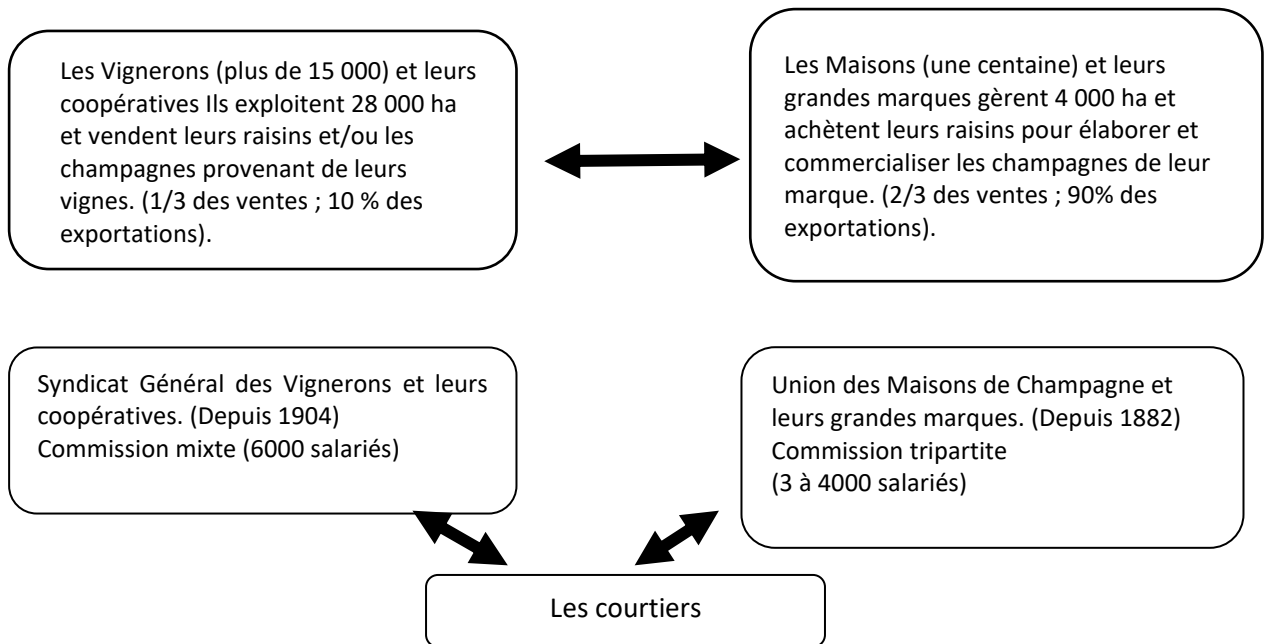 Les Vignerons (plus de 15 000) et leurs
coopératives Ils exploitent 28 000 ha
et vendent leurs raisins et/ou les
champagnes provenant de leurs
vignes. (1/3 des ventes ; 10 % des
exportations).
Les Maisons (une centaine) et leurs
grandes marques gèrent 4 000 ha et
achètent leurs raisins pour élaborer et
commercialiser les champagnes de leur
marque. (2/3 des ventes ; 90% des
exportations).
Syndicat Général des Vignerons et leurs
coopératives. (Depuis 1904)
Commission mixte (6000 salariés)
Union des Maisons de Champagne et
leurs grandes marques. (Depuis 1882)
Commission tripartite
(3 à 4000 salariés)
Les courtiers